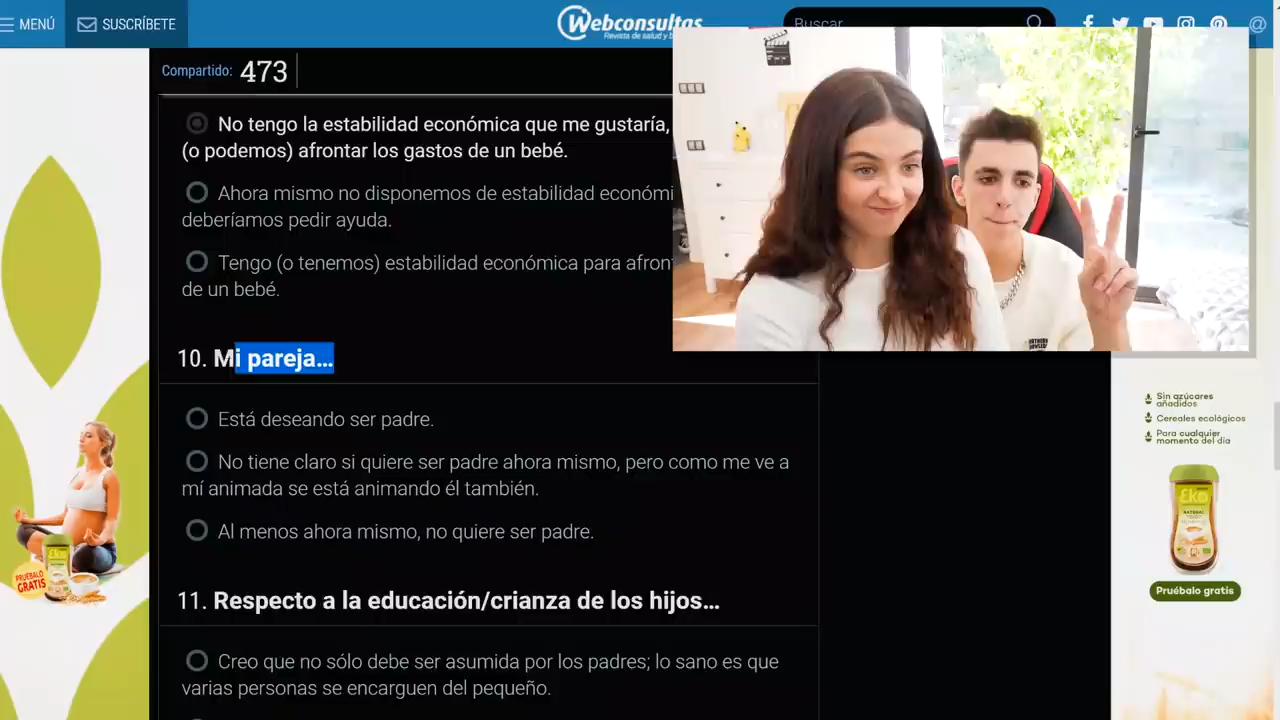 MENÚ
SUSCRÍBETE
Webconsultas
Revista de salud y b
Buscar
Compartido: 473
No tengo la estabilidad económica que me gustaría,
(o podemos) afrontar los gastos de un bebé.
Ahora mismo no disponemos de estabilidad económi
deberíamos pedir ayuda.
Tengo (o tenemos) estabilidad económica para afron
de un bebé.
10. Mi pareja...
Está deseando ser padre.
No tiene claro si quiere ser padre ahora mismo, pero como me ve a
mí animada se está animando él también.
Al menos ahora mismo, no quiere ser padre.
11. Respecto a la educación/crianza de los hijos...
Creo que no sólo debe ser asumida por los padres; lo sano es que
varias personas se encarguen del pequeño.
Sin azúcares
añadidos
Cereales ecológicos
Para cualquier
momento del día
Eko
NATURAL
Pruébalo gratis
Eko
PRUÉBALO
GRATIS